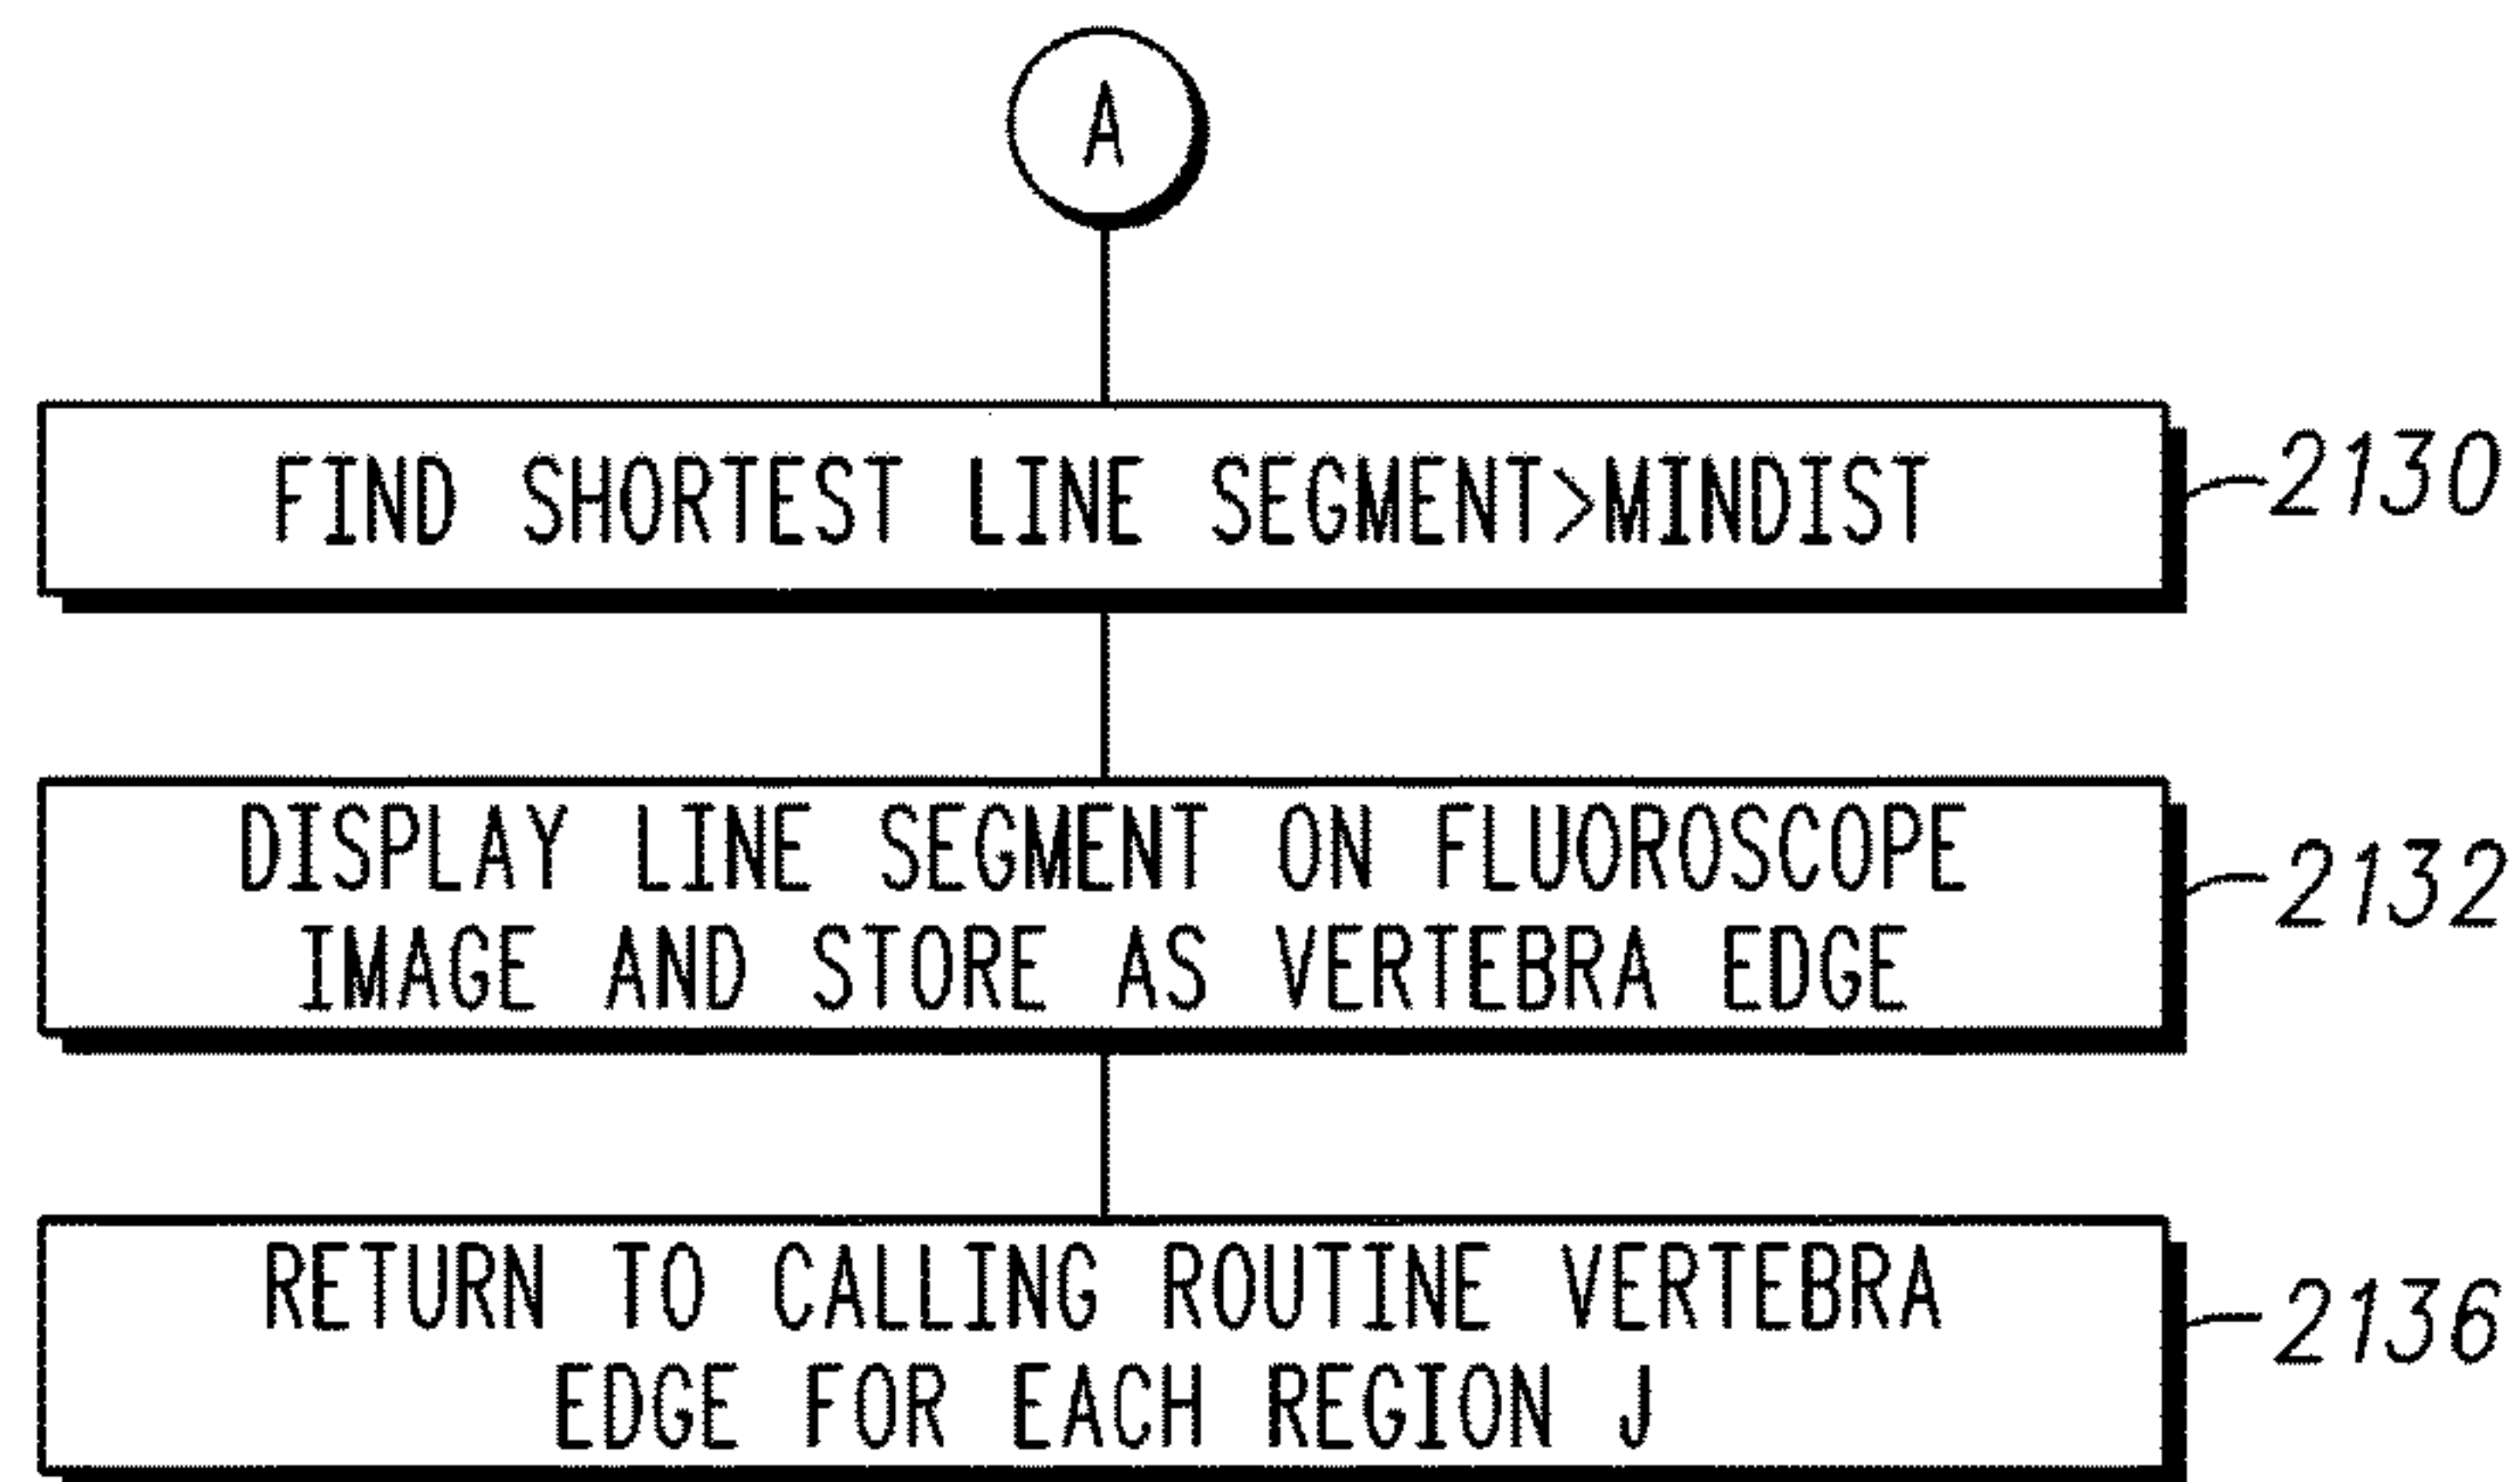 A
FIND SHORTEST LINE SEGMENT>MINDIST
2130
DISPLAY LINE SEGMENT ON FLUOROSCOPE
IMAGE AND STORE AS VERTEBRA EDGE
2132
RETURN TO CALLING ROUTINE VERTEBRA
EDGE FOR EACH REGION J
2136